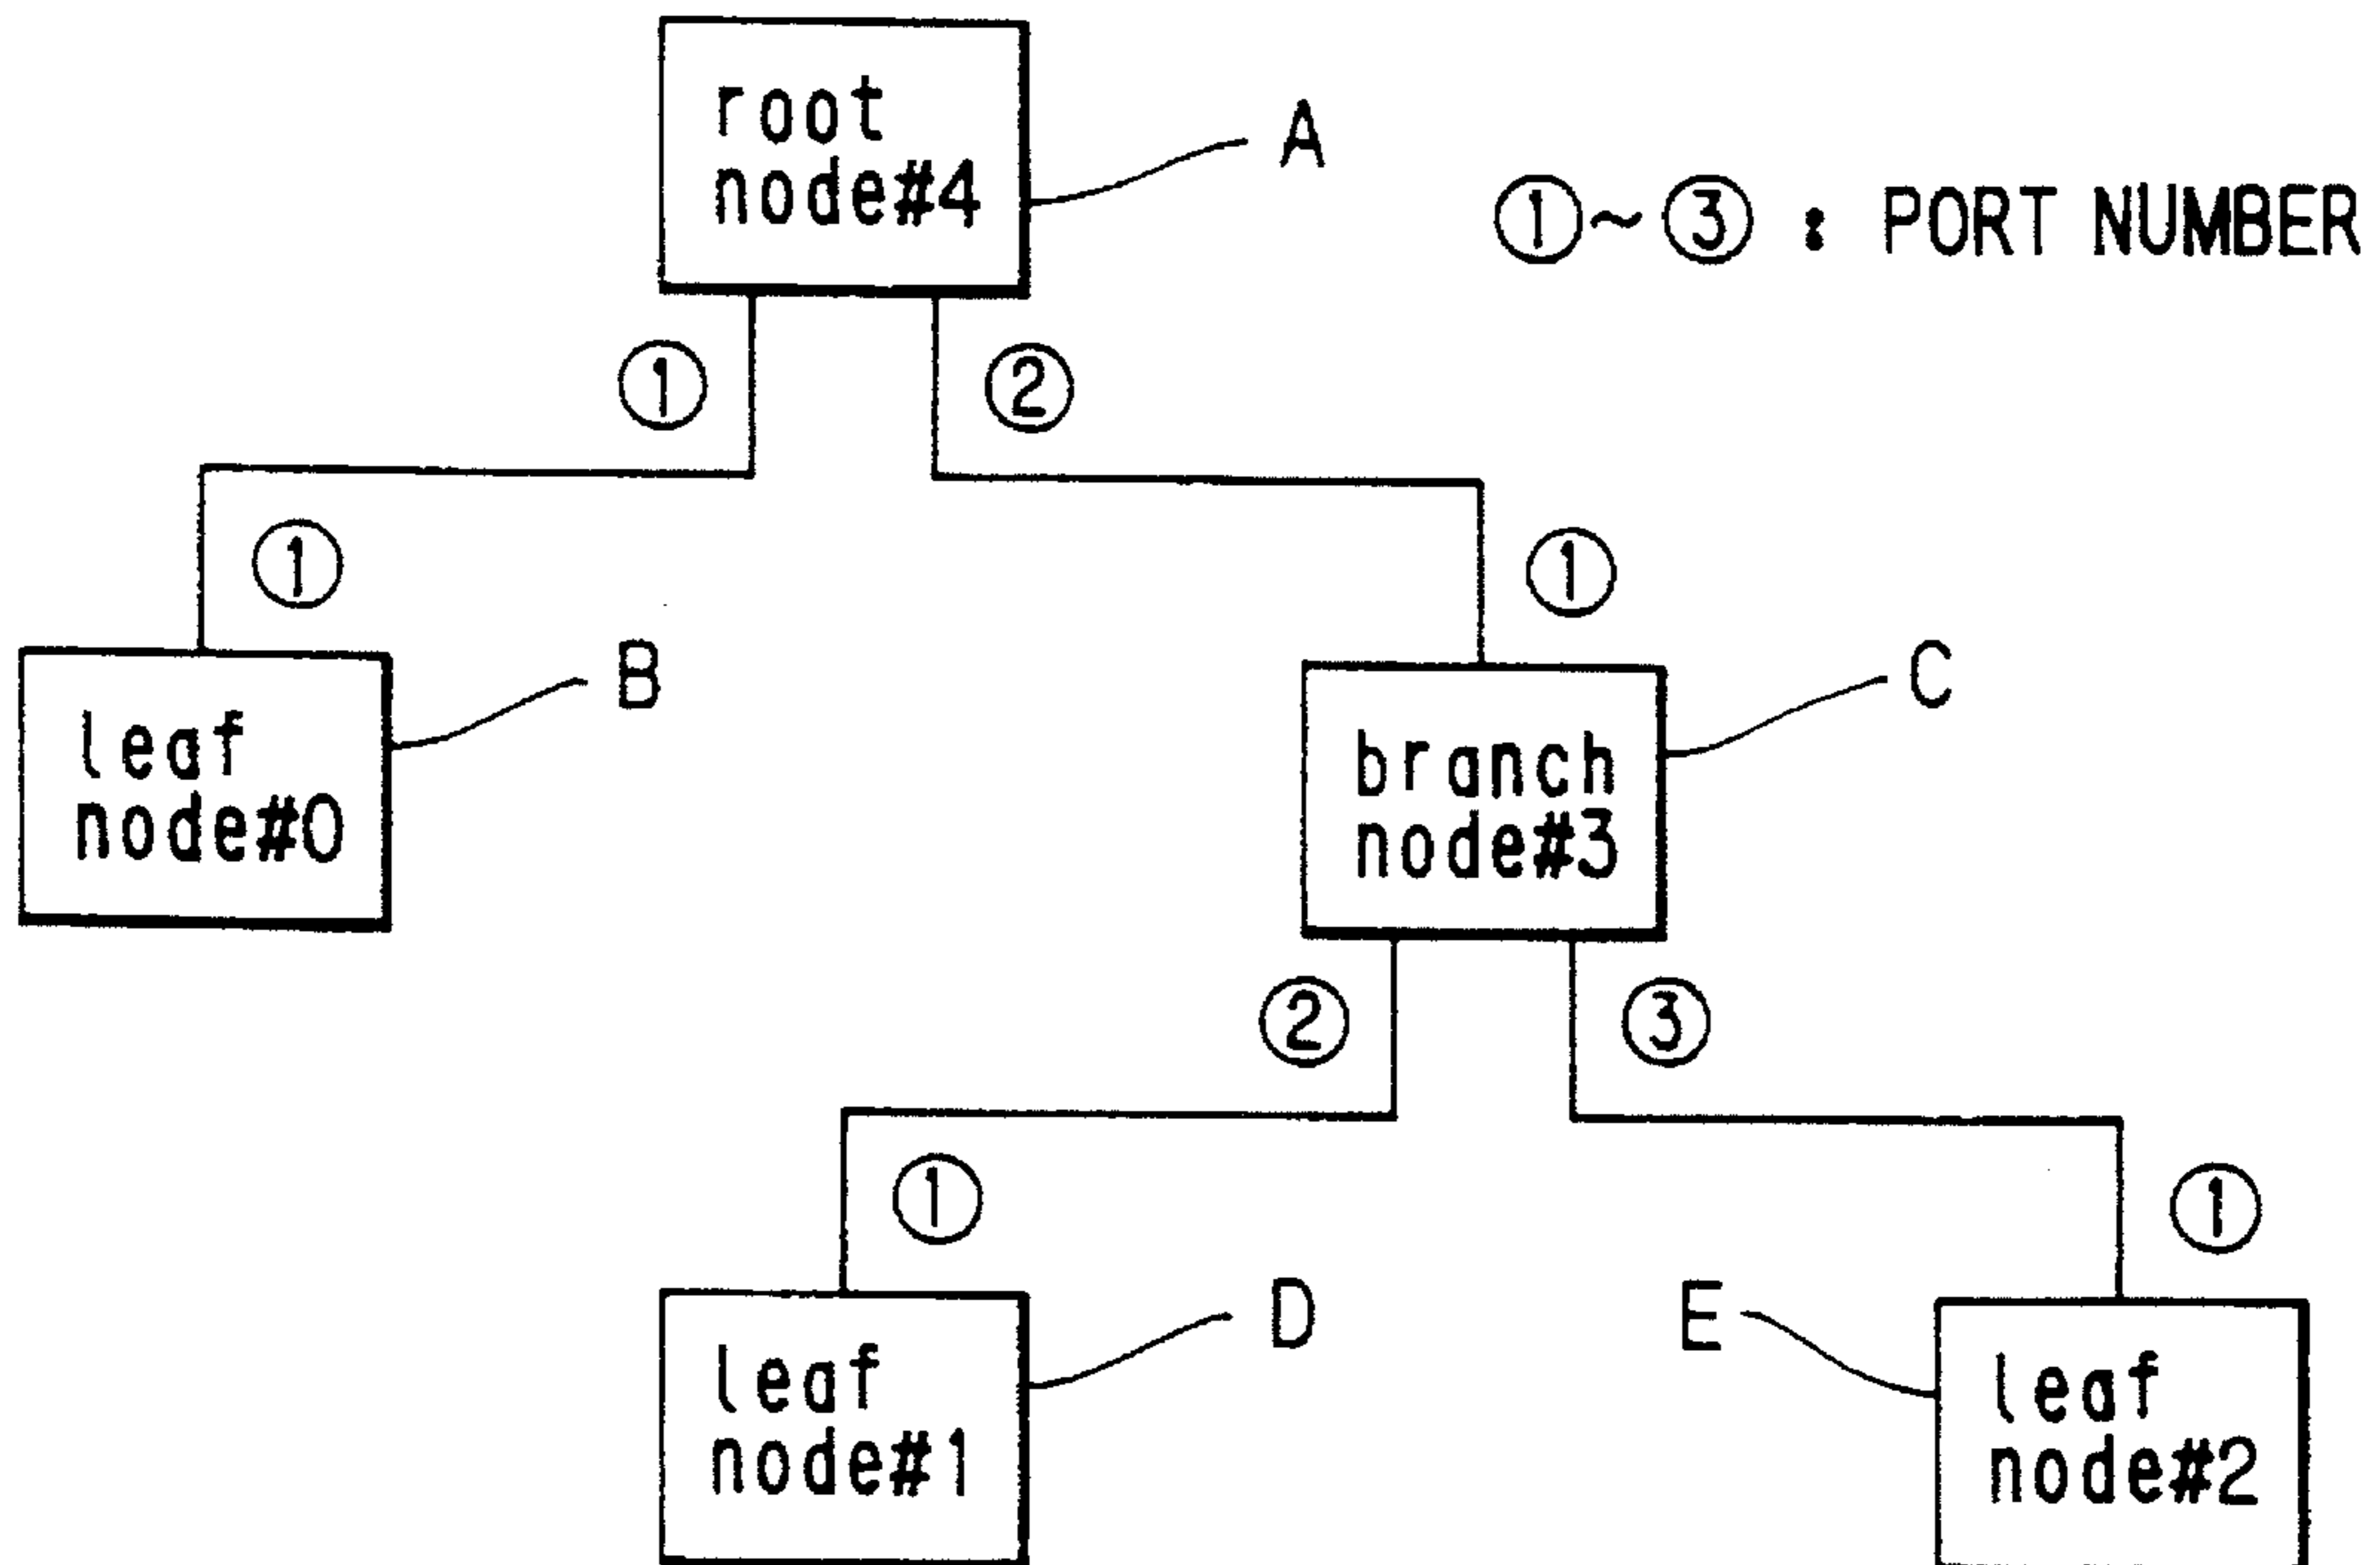 root
node#4
A
①~③ : PORT NUMBER
①
②
①
①
leaf
node#0
B
branch
node#3
C
②
③
①
①
leaf
node#1
D
E
leaf
node#2